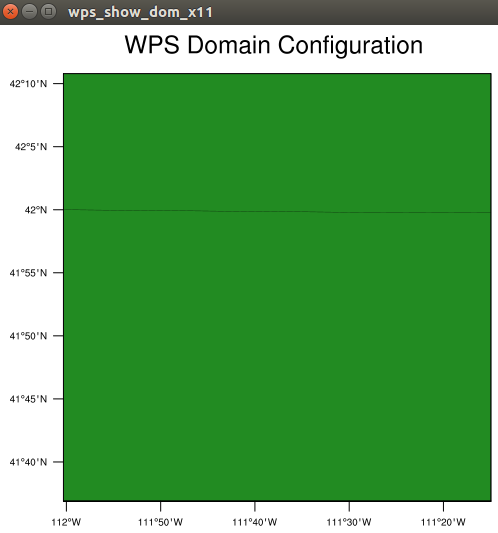 wps_show_dom_x11
WPS Domain Configuration
42°10'N
42°5'N
42°N
41°55'N
41°50'N
41°45'N
41°40'N
112°W 111°50'W 111°40'W 111°30'W 111°20'W